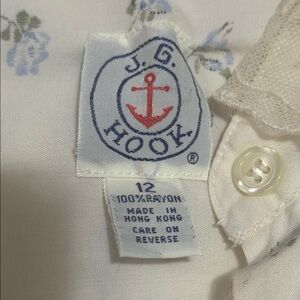 J. G.
HOOK
®
12
100% RAYON
MADE IN
HONG KONG
CARE ON
REVERSE